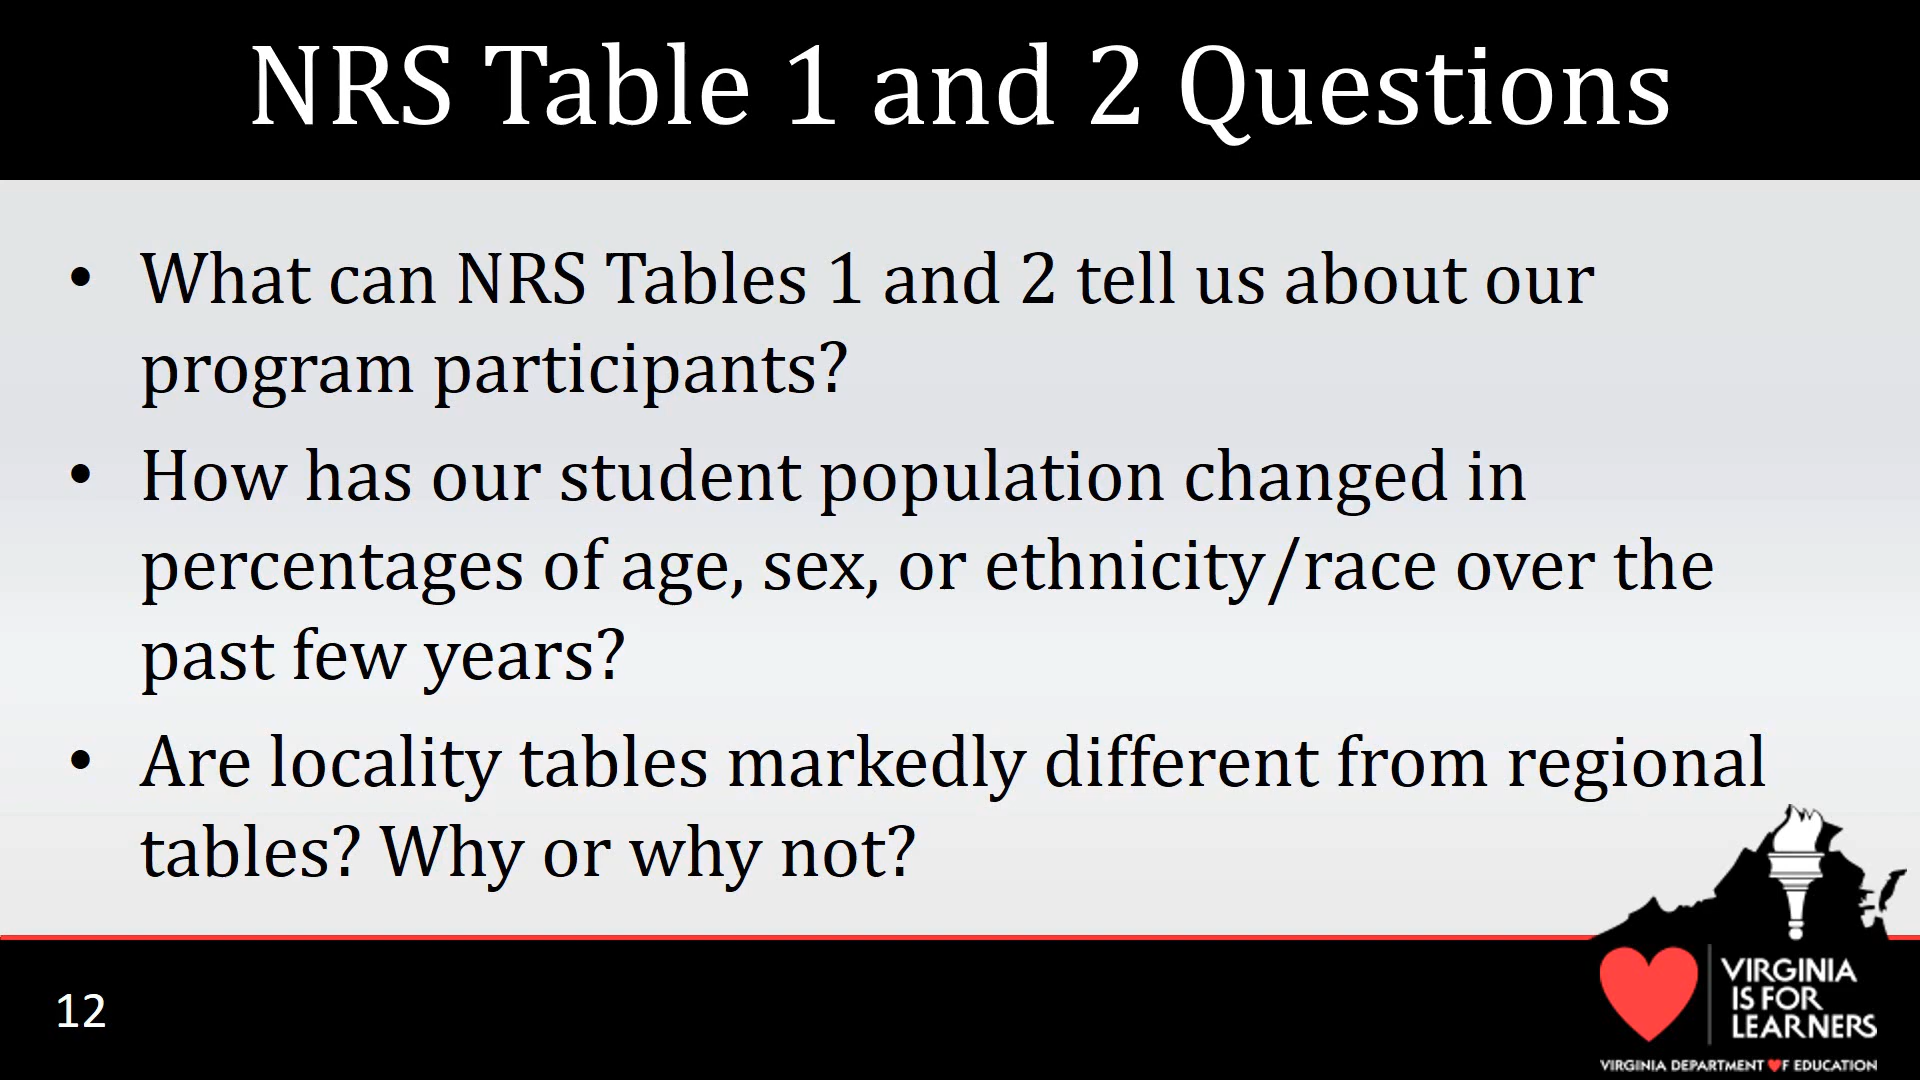 NRS Table 1 and 2 Questions
• What can NRS Tables 1 and 2 tell us about our
program participants?
• How has our student population changed in
percentages of age, sex, or ethnicity/race over the
past few years?
• Are locality tables markedly different from regional
tables? Why or why not?
12
VIRGINIA
IS FOR
LEARNERS
VIRGINIA DEPARTMENT ♥F EDUCATION